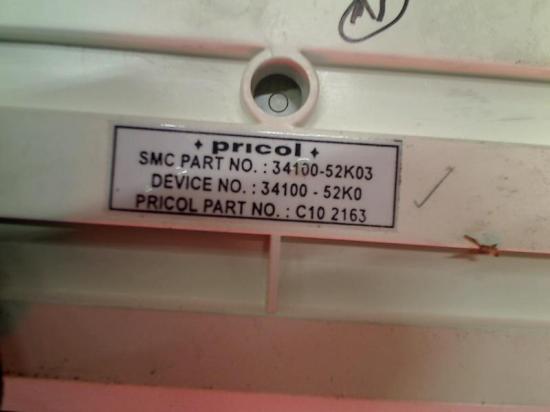 pricol
SMC PART NO. : 34100-52K03
DEVICE NO. : 34100 - 52K0
PRICOL PART NO. : C10 2163